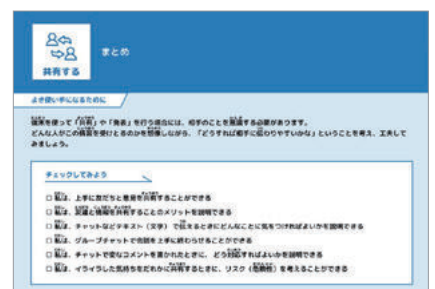 共有する
まとめ
よき使い手になるために
端末を使って「共有」や「発表」を行う場合には、相手のことを意識する必要があります。
どんな人がこの情報を受けとるのかを想像しながら、「どうすれば相手に伝わりやすいかな」ということを考え、工夫して
みましょう。
チェックしてみよう
□ 私は、上手に友だちと意見を共有することができる
□ 私は、友達と情報を共有することのメリットを説明できる
□ 私は、チャットなどテキスト（文字）で伝えるときにどんなことに気をつければよいかを説明できる
□ 私は、グループチャットで会話を上手に終わらせることができる
□ 私は、チャットで変なコメントを書かれたときに、どう対応すればよいかを説明できる
□ 私は、イライラした気持ちをだれかに共有するときに、リスク（危険性）を考えることができる